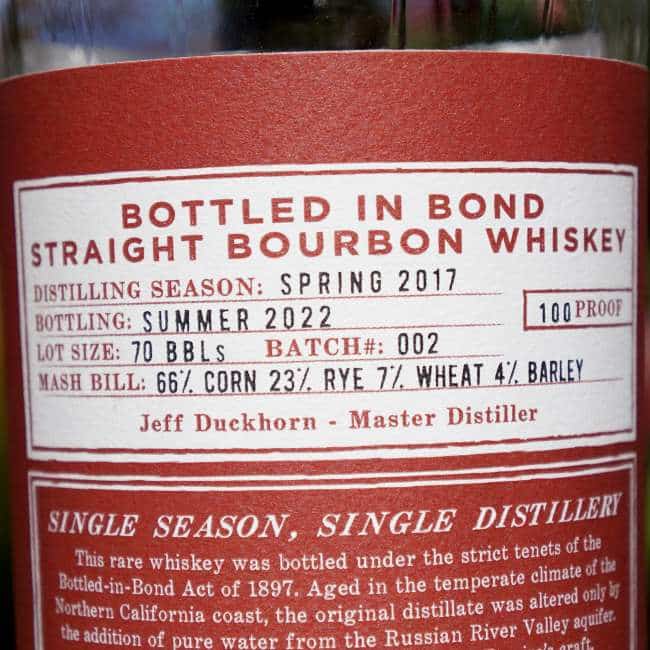 BOTTLED IN BOND
STRAIGHT BOURBON WHISKEY
DISTILLING SEASON: SPRING 2017
BOTTLING: SUMMER 2022
100 PROOF
LOT SIZE: 70 BBLs BATCH#: 002
MASH BILL: 66% CORN 23% RYE 7% WHEAT 4% BARLEY
Jeff Duckhorn - Master Distiller
SINGLE SEASON, SINGLE DISTILLERY
This rare whiskey was bottled under the strict tenets of the
Bottled-in-Bond Act of 1897. Aged in the temperate climate of the
Northern California coast, the original distillate was altered only by
the addition of pure water from the Russian River Valley aquifer.
craft.